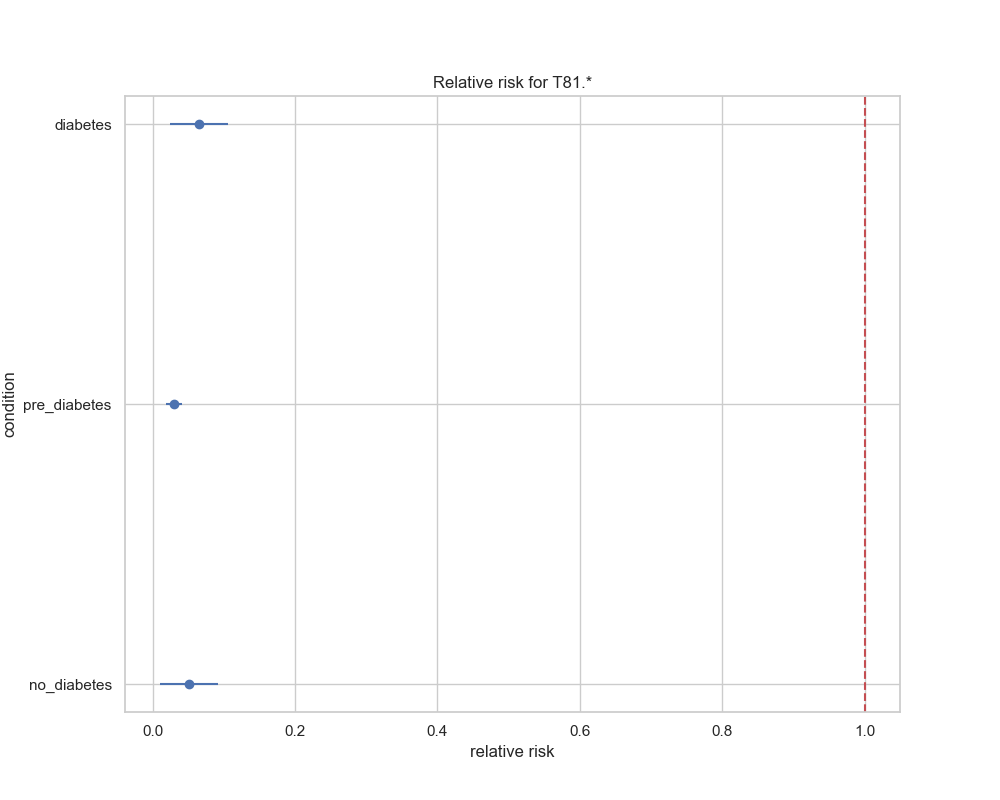 Relative risk for T81.*
diabetes
pre_diabetes
no_diabetes
condition
0.0 0.2 0.4 0.6 0.8 1.0
relative risk